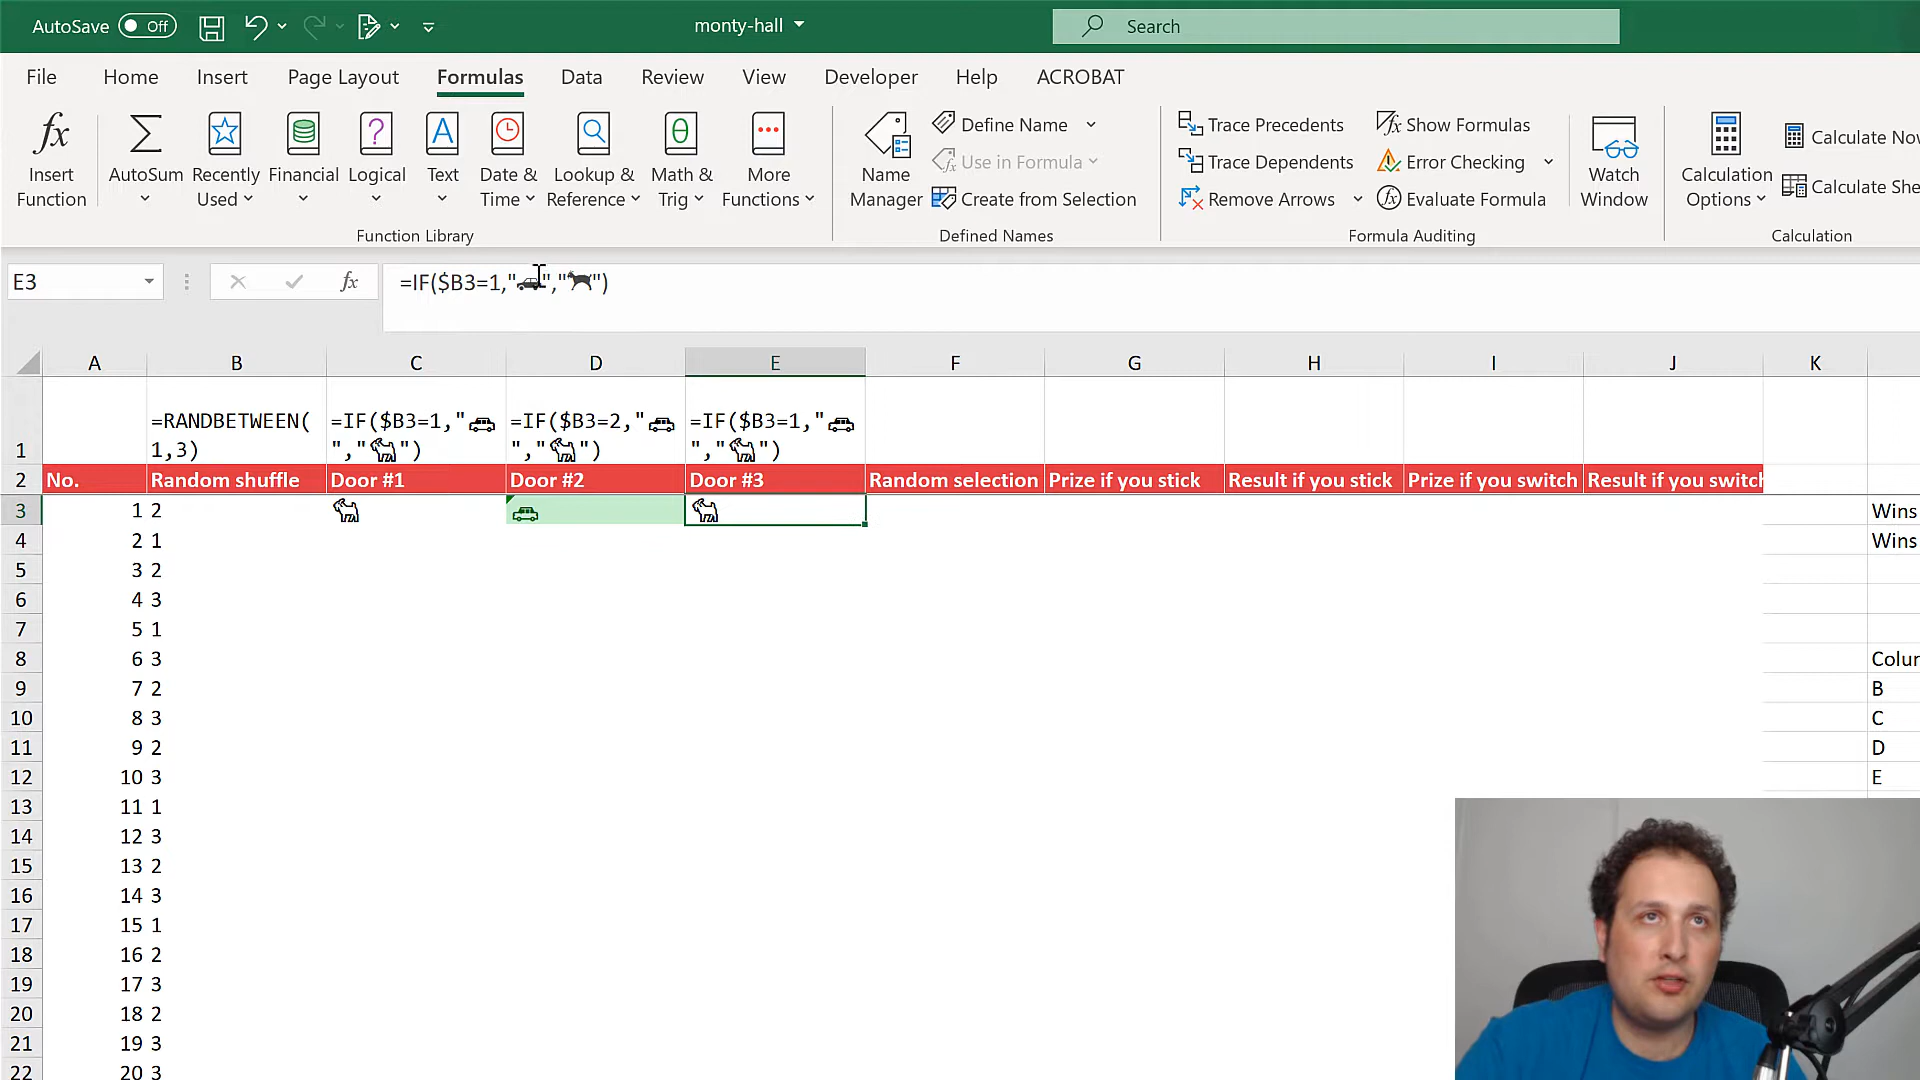 AutoSave Off monty-hall Search
File Home Insert Page Layout Formulas Data Review View Developer Help ACROBAT
Insert Function
AutoSum
Recently Used
Financial
Logical
Text
Date & Time
Lookup & Reference
Math & Trig
More Functions
Function Library
Name Manager
Define Name
Use in Formula
Create from Selection
Defined Names
Trace Precedents
Trace Dependents
Remove Arrows
Show Formulas
Error Checking
Evaluate Formula
Formula Auditing
Watch Window
Calculation Options
Calculate Now
Calculate She
Calculation
E3 fx =IF($B3=1,"🚗","🐐")
A B C D E F G H I J K
1 =RANDBETWEEN(
1,3)
=IF($B3=1,"🚗
","🐐")
=IF($B3=2,"🚗
","🐐")
=IF($B3=1,"🚗
","🐐")
2 No. Random shuffle Door #1 Door #2 Door #3 Random selection Prize if you stick Result if you stick Prize if you switch Result if you switch
3 1 2 🐐 🚗 🐐 Wins
4 2 1 Wins
5 3 2
6 4 3
7 5 1
8 6 3 Colu
9 7 2 B
10 8 3 C
11 9 2 D
12 10 3 E
13 11 1
14 12 3
15 13 2
16 14 3
17 15 1
18 16 2
19 17 3
20 18 2
21 19 3
22 20 3